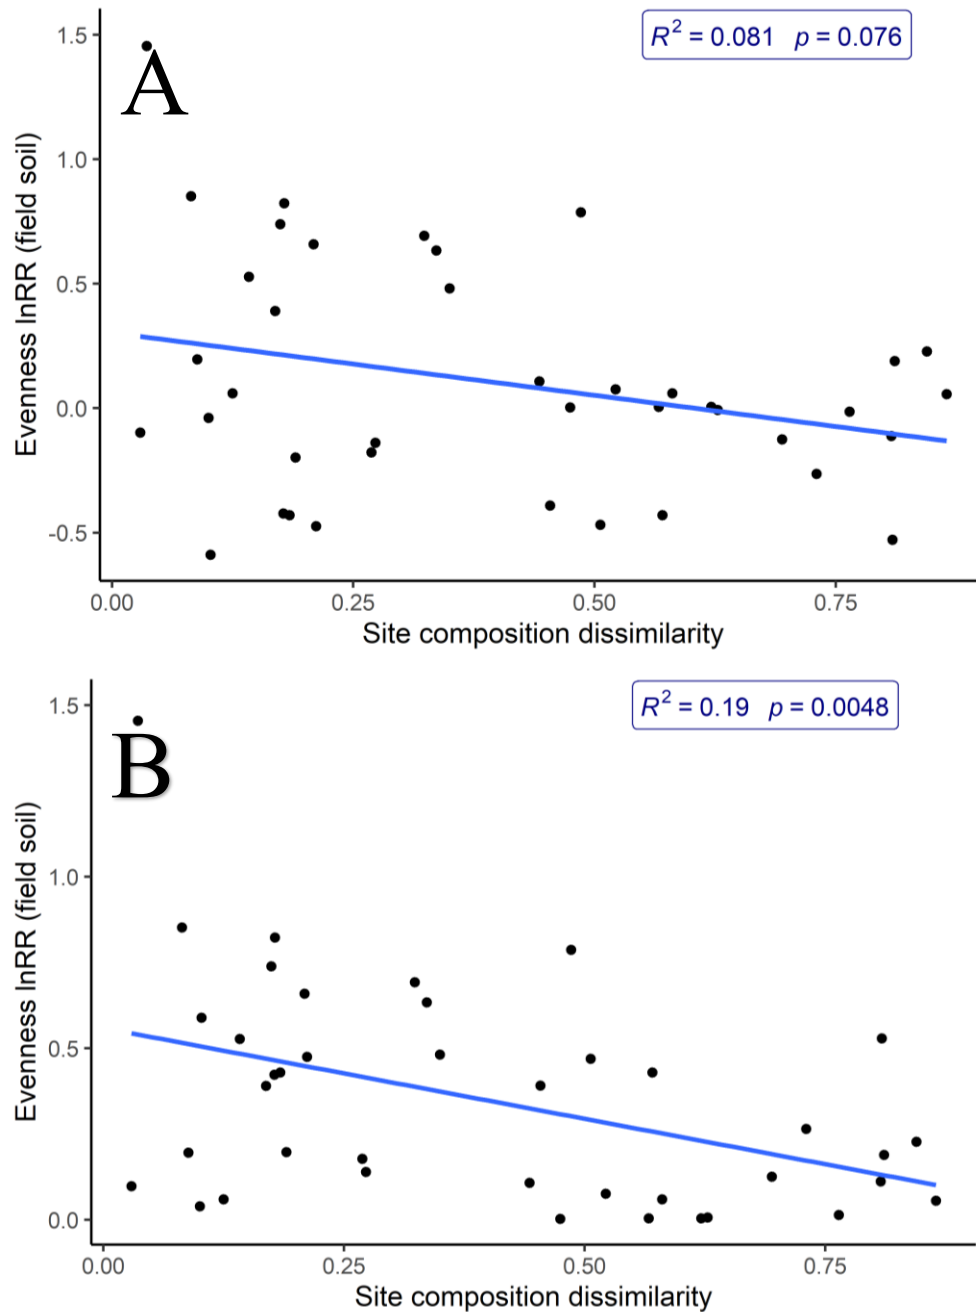 A
R² = 0.081 p = 0.076
Evenness lnRR (field soil)
1.5
1.0
0.5
0.0
-0.5
0.00 0.25 0.50 0.75
Site composition dissimilarity
B
R² = 0.19 p = 0.0048
Evenness lnRR (field soil)
1.5
1.0
0.5
0.0
0.00 0.25 0.50 0.75
Site composition dissimilarity